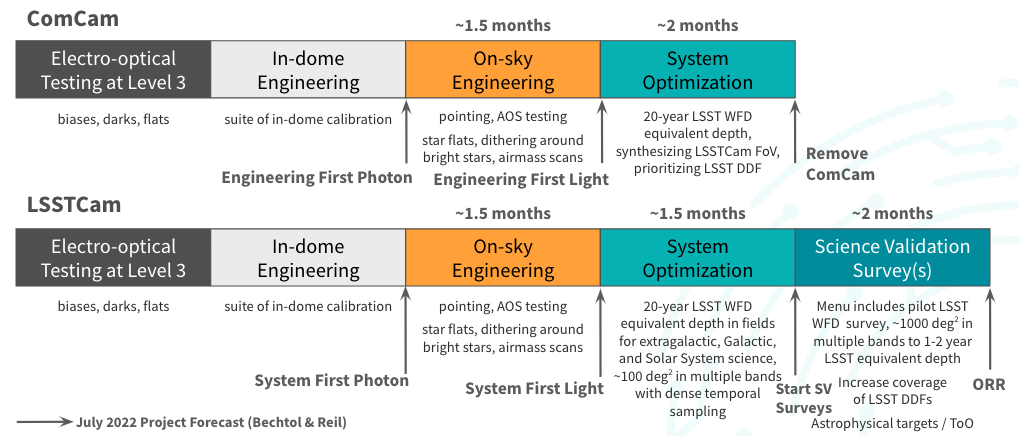 ComCam
~1.5 months
~2 months
Electro-optical
Testing at Level 3
In-dome
Engineering
On-sky
Engineering
System
Optimization
biases, darks, flats
suite of in-dome calibration
pointing, AOS testing
star flats, dithering around
bright stars, airmass scans
20-year LSST WFD
equivalent depth,
synthesizing LSSTCam FoV,
prioritizing LSST DDF
Engineering First Photon
Engineering First Light
Remove
ComCam
LSSTCam
~1.5 months
~1.5 months
~2 months
Electro-optical
Testing at Level 3
In-dome
Engineering
On-sky
Engineering
System
Optimization
Science Validation
Survey(s)
biases, darks, flats
suite of in-dome calibration
pointing, AOS testing
star flats, dithering around
bright stars, airmass scans
20-year LSST WFD
equivalent depth in fields
for extragalactic, Galactic,
and Solar System science,
~100 deg² in multiple bands
with dense temporal
sampling
Menu includes pilot LSST
WFD survey, ~1000 deg² in
multiple bands to 1-2 year
LSST equivalent depth
Increase coverage
of LSST DDFs
Astrophysical targets / ToO
System First Photon
System First Light
Start SV
Surveys
ORR
July 2022 Project Forecast (Bechtol & Reil)